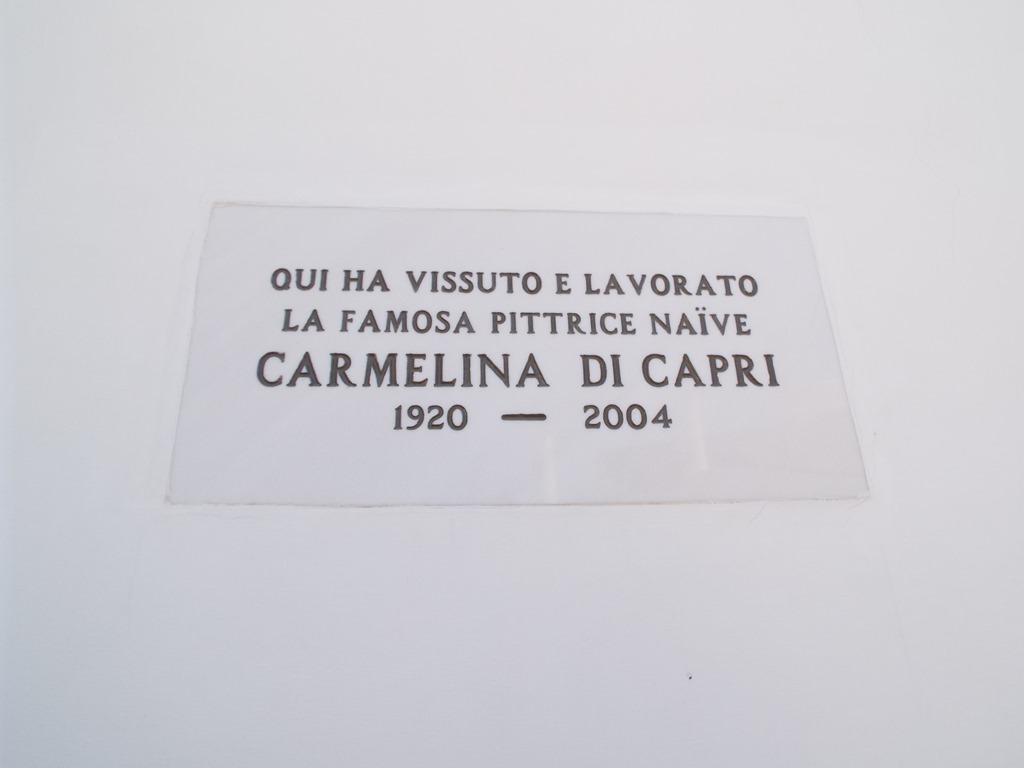 QUI HA VISSUTO E LAVORATO
LA FAMOSA PITTRICE NAÏVE
CARMELINA DI CAPRI
1920 — 2004